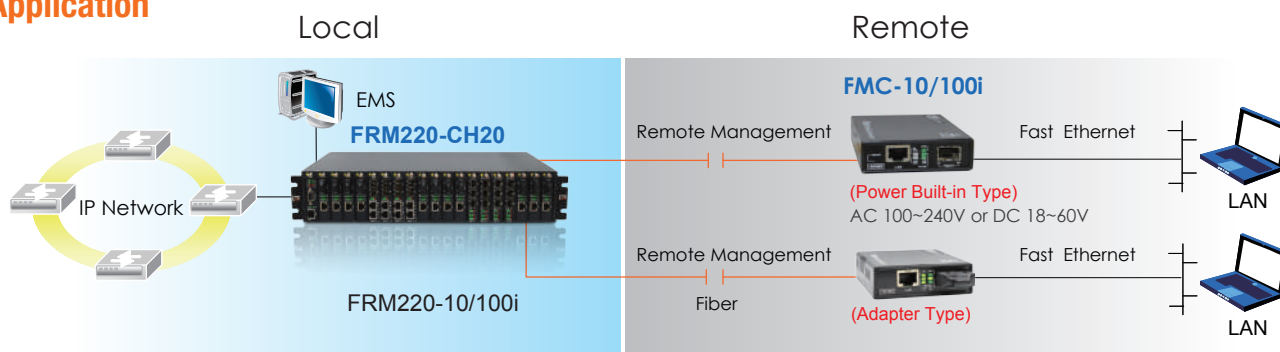 Application
Local
Remote
EMS
FRM220-CH20
IP Network
FRM220-10/100i
FMC-10/100i
Remote Management
Fast Ethernet
(Power Built-in Type)
AC 100~240V or DC 18~60V
LAN
Remote Management
Fast Ethernet
Fiber
(Adapter Type)
LAN